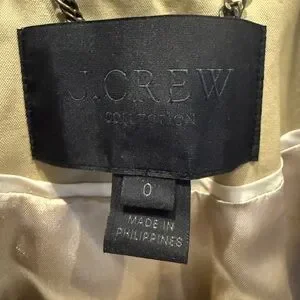 J.CREW
COLLECTION
0
MADE IN
PHILIPPINES